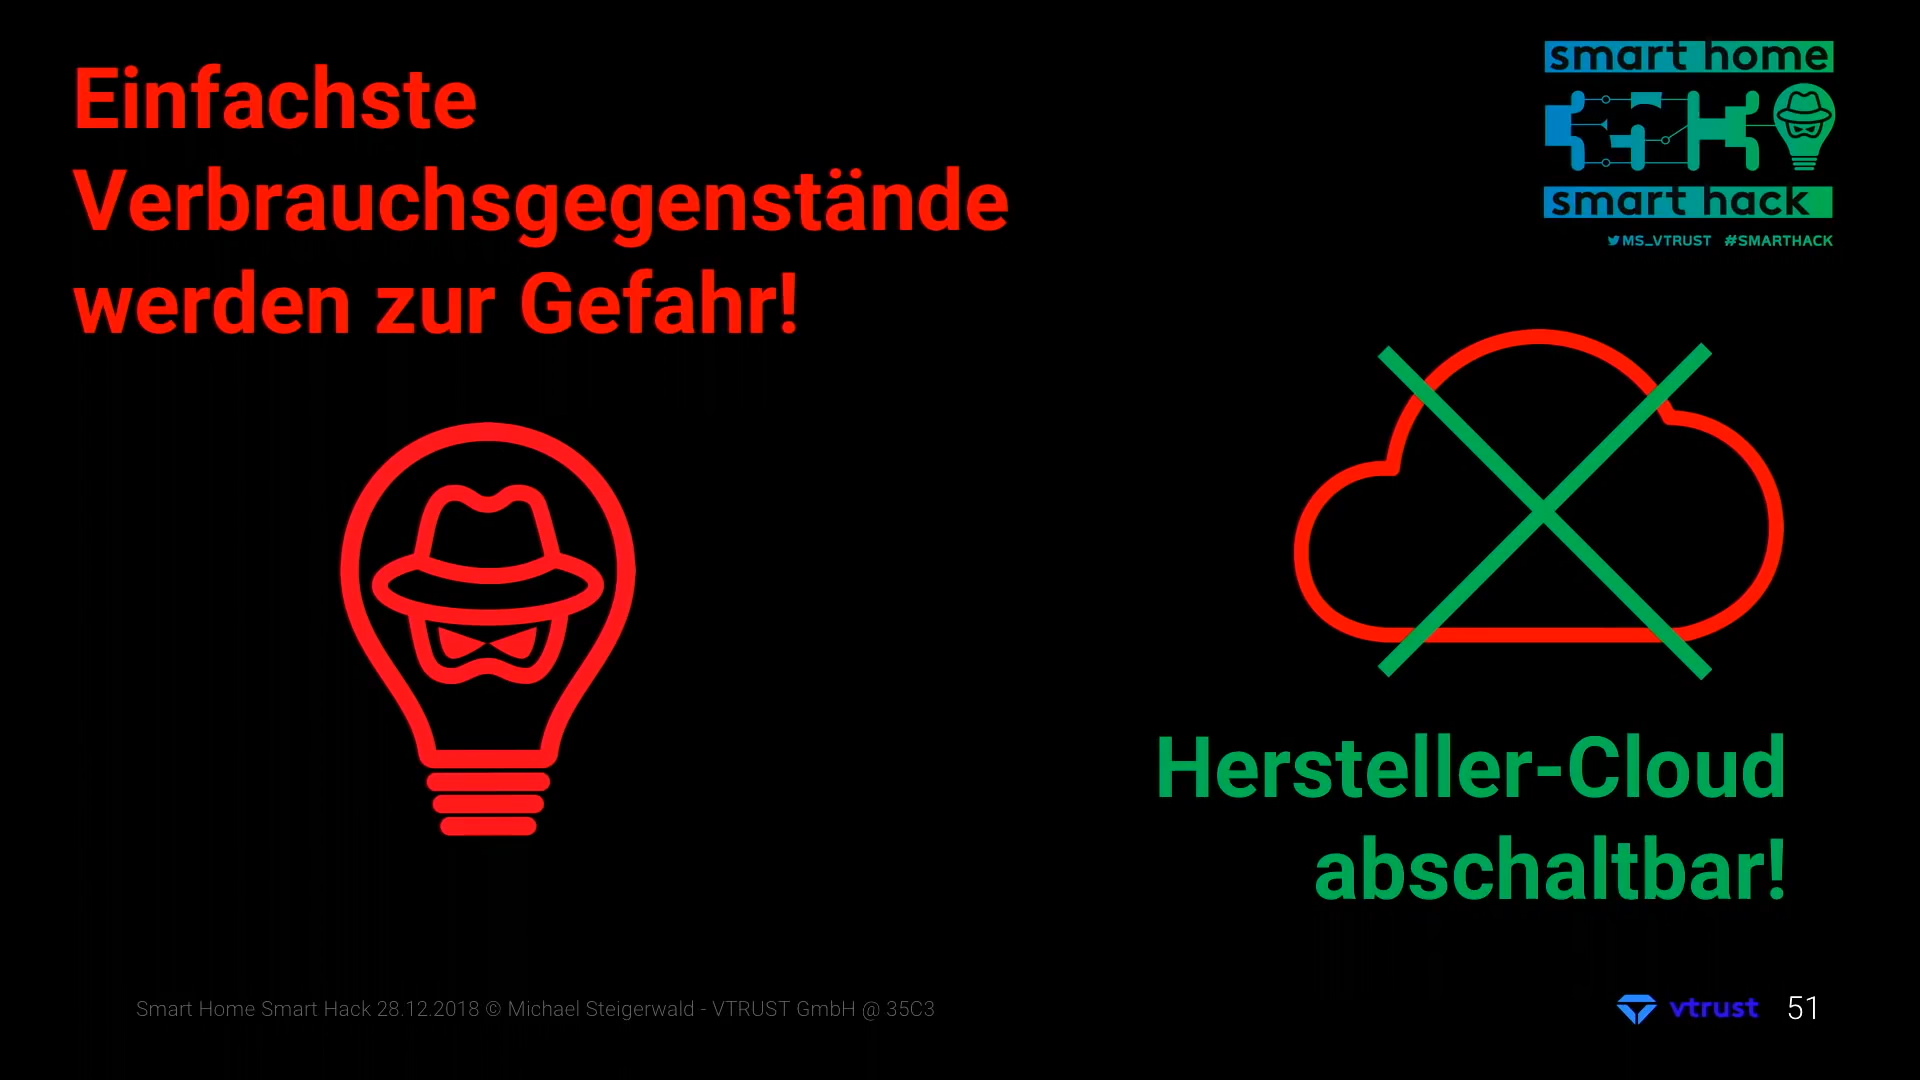 Einfachste
Verbrauchsgegenstände
werden zur Gefahr!
smart home
smart hack
MS_VTRUST #SMARTHACK
Hersteller-Cloud
abschaltbar!
Smart Home Smart Hack 28.12.2018 © Michael Steigerwald - VTRUST GmbH @ 35C3
vtrust 51